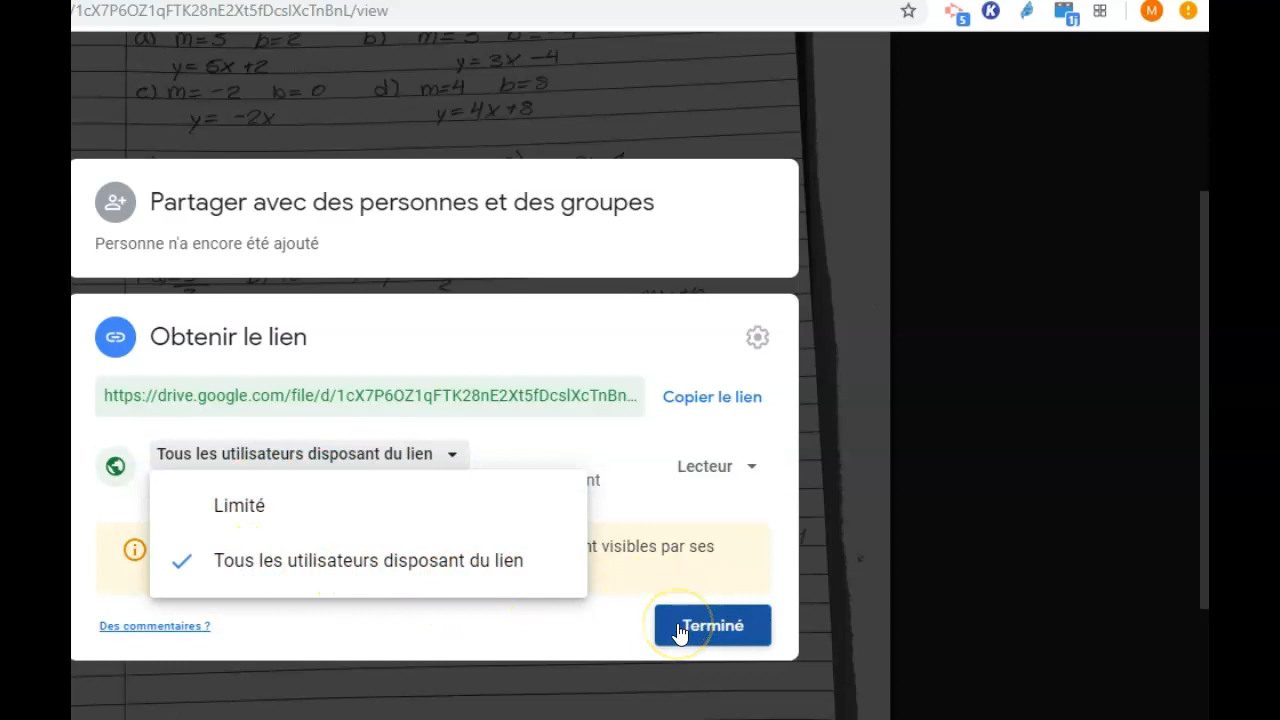 /1cX7P6OZ1qFTK28nE2Xt5fDcslXcTnBnL/view
5
1j
M
a) m=5 b=2 b)
y=5x+2 y=3x-4
c) m=-2 b=0 d) m=4 b=8
y= -2x y=4x+8
Partager avec des personnes et des groupes
Personne n'a encore été ajouté
Obtenir le lien
https://drive.google.com/file/d/1cX7P6OZ1qFTK28nE2Xt5fDcslXcTnBn...
Copier le lien
Tous les utilisateurs disposant du lien
Lecteur
nt
Limité
nt visibles par ses
Tous les utilisateurs disposant du lien
Des commentaires ?
Terminé